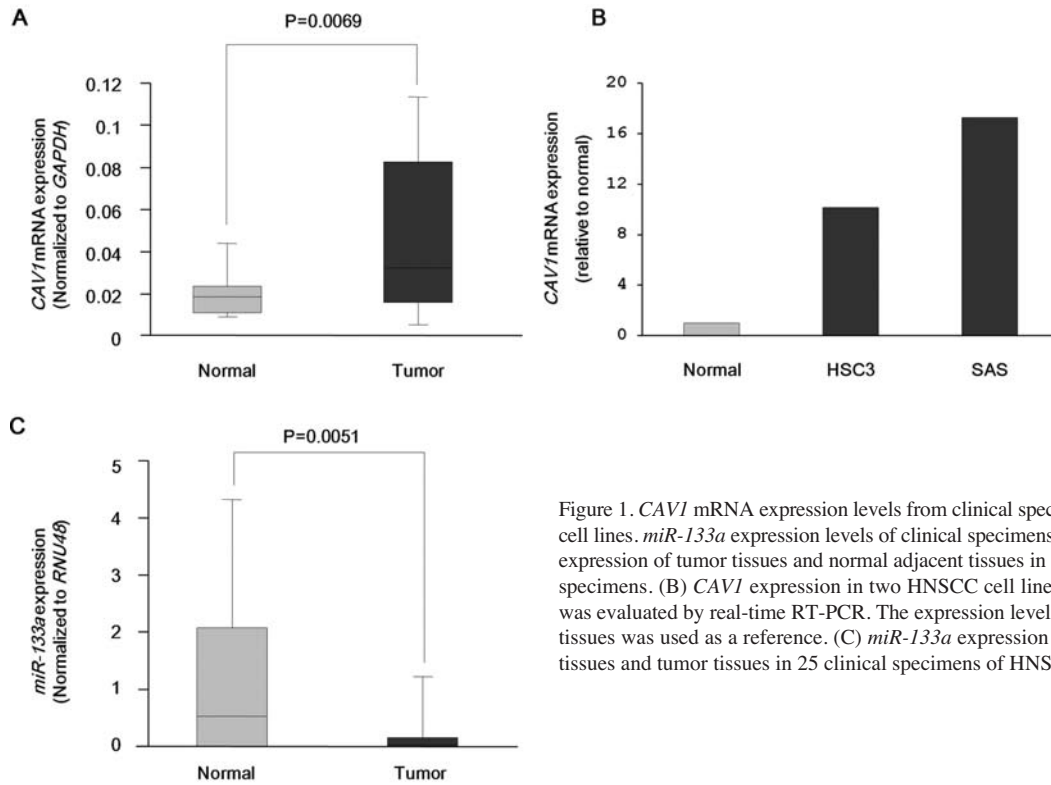 A
P=0.0069
CAV1 mRNA expression
(Normalized to GAPDH)
0.12
0.1
0.08
0.06
0.04
0.02
0
Normal
Tumor
B
CAV1 mRNA expression
(relative to normal)
20
16
12
8
4
0
Normal
HSC3
SAS
C
P=0.0051
miR-133a expression
(Normalized to RNU48)
5
4
3
2
1
0
Normal
Tumor
Figure 1. CAV1 mRNA expression levels from clinical spec
cell lines. miR-133a expression levels of clinical specimens
expression of tumor tissues and normal adjacent tissues in
specimens. (B) CAV1 expression in two HNSCC cell line
was evaluated by real-time RT-PCR. The expression level
tissues was used as a reference. (C) miR-133a expression
tissues and tumor tissues in 25 clinical specimens of HNS